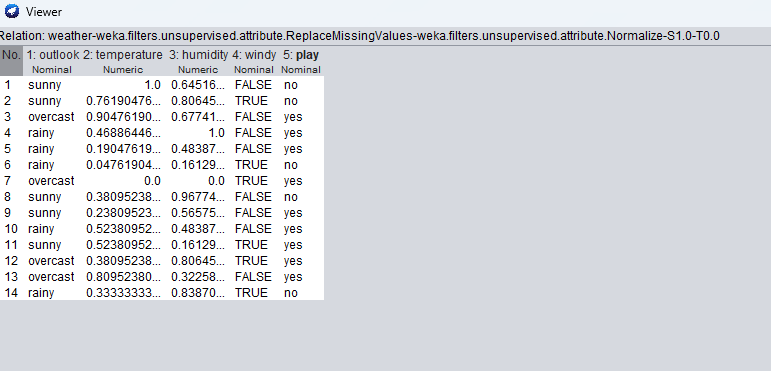 Viewer
Relation: weather-weka.filters.unsupervised.attribute.ReplaceMissingValues-weka.filters.unsupervised.attribute.Normalize-S1.0-T0.0
No. 1: outlook 2: temperature 3: humidity 4: windy 5: play
Nominal Numeric Numeric Nominal Nominal
1 sunny 1.0 0.64516... FALSE no
2 sunny 0.76190476... 0.80645... TRUE no
3 overcast 0.90476190... 0.67741... FALSE yes
4 rainy 0.46886446... 1.0 FALSE yes
5 rainy 0.19047619... 0.48387... FALSE yes
6 rainy 0.04761904... 0.16129... TRUE no
7 overcast 0.0 0.0 TRUE yes
8 sunny 0.38095238... 0.96774... FALSE no
9 sunny 0.23809523... 0.56575... FALSE yes
10 rainy 0.52380952... 0.48387... FALSE yes
11 sunny 0.52380952... 0.16129... TRUE yes
12 overcast 0.38095238... 0.80645... TRUE yes
13 overcast 0.80952380... 0.32258... FALSE yes
14 rainy 0.33333333... 0.83870... TRUE no